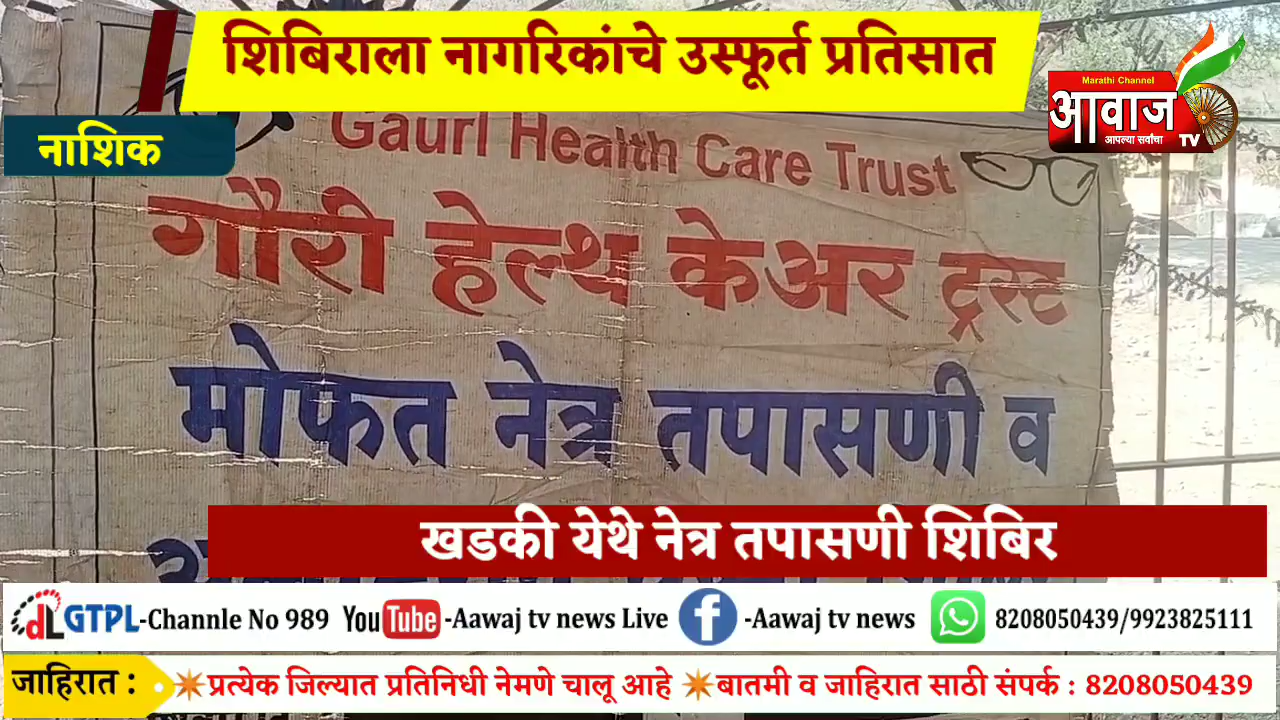 शिबिराला नागरिकांचे उस्फूर्त प्रतिसात
Marathi Channel
आवाज
आपल्या सर्वांचा
TV
नाशिक
Gauri Health Care Trust
गौरी हेल्थ केअर ट्रस्ट
मोफत नेत्र तपासणी व
खडकी येथे नेत्र तपासणी शिबिर
dL GTPL-Channle No 989 YouTube-Aawaj tv news Live f-Aawaj tv news 8208050439/9923825111
जाहिरात : प्रत्येक जिल्यात प्रतिनिधी नेमणे चालू आहे बातमी व जाहिरात साठी संपर्क : 8208050439